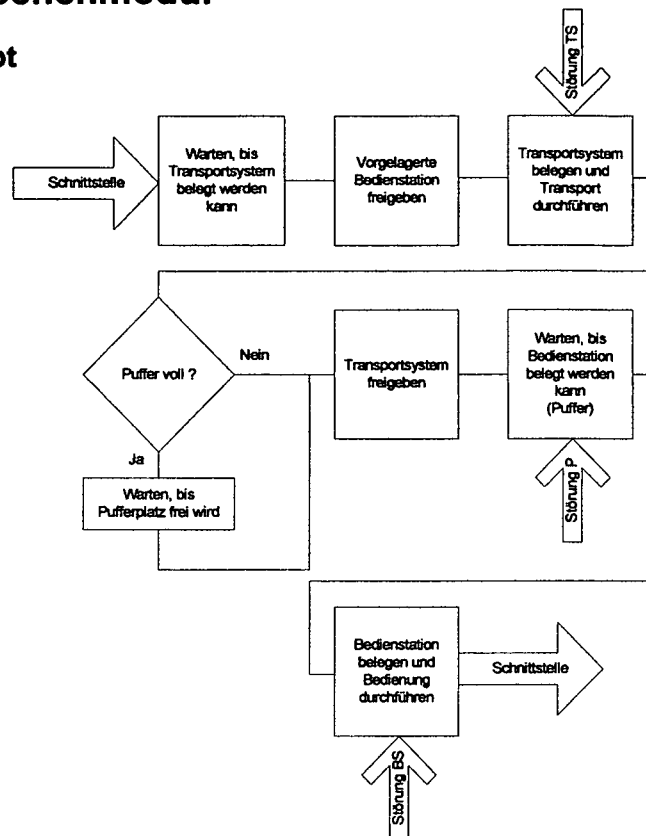 Störung TS
Schnittstelle
Warten, bis
Transportsystem
belegt werden
kann
Vorgelagerte
Bedienstation
freigeben
Transportsystem
belegen und
Transport
durchführen
Puffer voll ?
Nein
Ja
Warten, bis
Pufferplatz frei wird
Transportsystem
freigeben
Warten, bis
Bedienstation
belegt werden
kann
(Puffer)
Störung P
Bedienstation
belegen und
Bedienung
durchführen
Schnittstelle
Störung BS